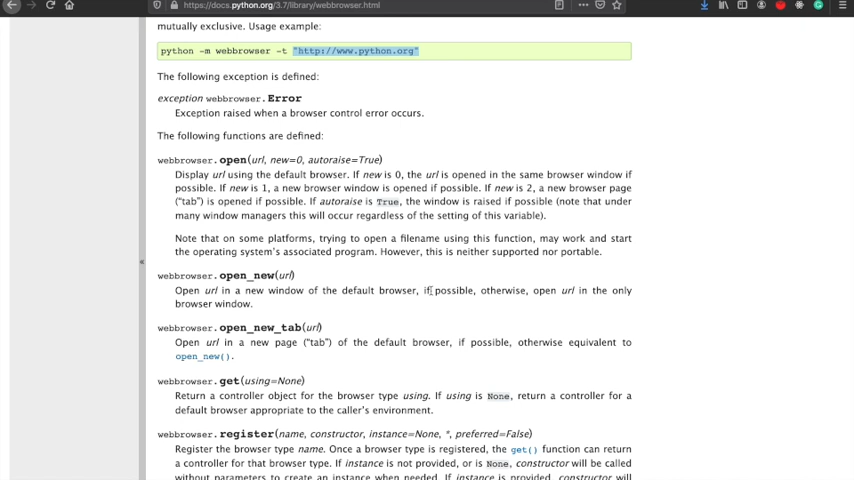 https://docs.python.org/3.7/library/webbrowser.html
mutually exclusive. Usage example:
python -m webbrowser -t "http://www.python.org"
The following exception is defined:
exception webbrowser.Error
Exception raised when a browser control error occurs.
The following functions are defined:
webbrowser.open(url, new=0, autoraise=True)
Display url using the default browser. If new is 0, the url is opened in the same browser window if
possible. If new is 1, a new browser window is opened if possible. If new is 2, a new browser page
("tab") is opened if possible. If autoraise is True, the window is raised if possible (note that under
many window managers this will occur regardless of the setting of this variable).
Note that on some platforms, trying to open a filename using this function, may work and start
the operating system's associated program. However, this is neither supported nor portable.
«
webbrowser.open_new(url)
Open url in a new window of the default browser, if possible, otherwise, open url in the only
browser window.
webbrowser.open_new_tab(url)
Open url in a new page ("tab") of the default browser, if possible, otherwise equivalent to
open_new().
webbrowser.get(using=None)
Return a controller object for the browser type using. If using is None, return a controller for a
default browser appropriate to the caller's environment.
webbrowser.register(name, constructor, instance=None, *, preferred=False)
Register the browser type name. Once a browser type is registered, the get() function can return
a controller for that browser type. If instance is not provided, or is None, constructor will be called
without parameters to create an instance when needed. If instance is provided, constructor will